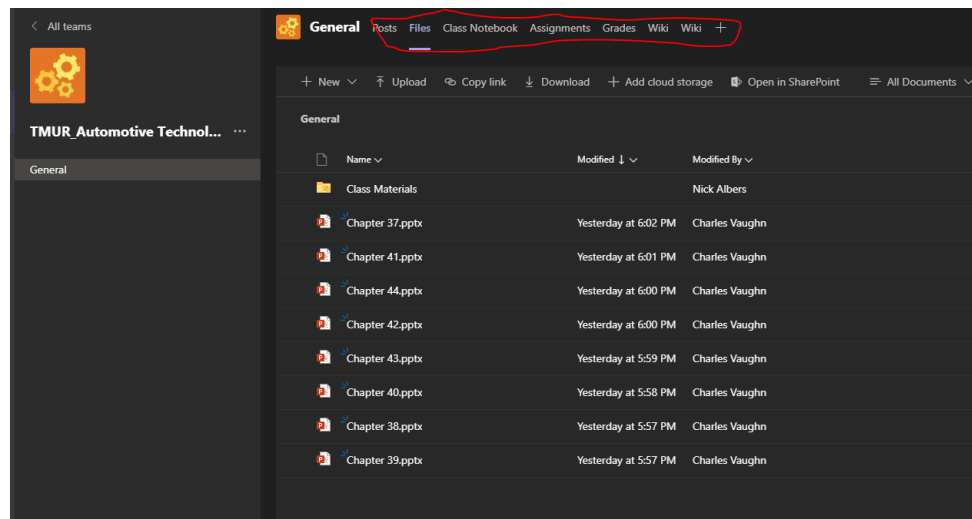 All teams
TMUR_Automotive Technol... ...
General
General Posts Files Class Notebook Assignments Grades Wiki Wiki +
+ New Upload Copy link Download + Add cloud storage Open in SharePoint All Documents
General
Name Modified ↓ Modified By
Class Materials Nick Albers
Chapter 37.pptx Yesterday at 6:02 PM Charles Vaughn
Chapter 41.pptx Yesterday at 6:01 PM Charles Vaughn
Chapter 44.pptx Yesterday at 6:00 PM Charles Vaughn
Chapter 42.pptx Yesterday at 6:00 PM Charles Vaughn
Chapter 43.pptx Yesterday at 5:59 PM Charles Vaughn
Chapter 40.pptx Yesterday at 5:58 PM Charles Vaughn
Chapter 38.pptx Yesterday at 5:57 PM Charles Vaughn
Chapter 39.pptx Yesterday at 5:57 PM Charles Vaughn